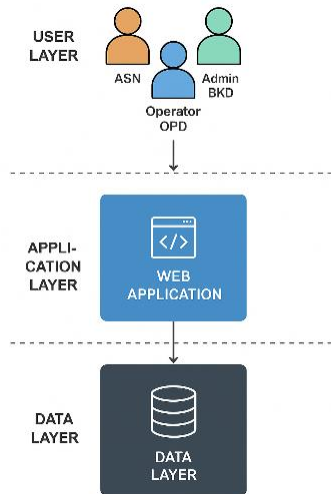 USER
LAYER
ASN
Admin
BKD
Operator
OPD
APPLI-
CATION
LAYER
</>
WEB
APPLICATION
DATA
LAYER
DATA
LAYER